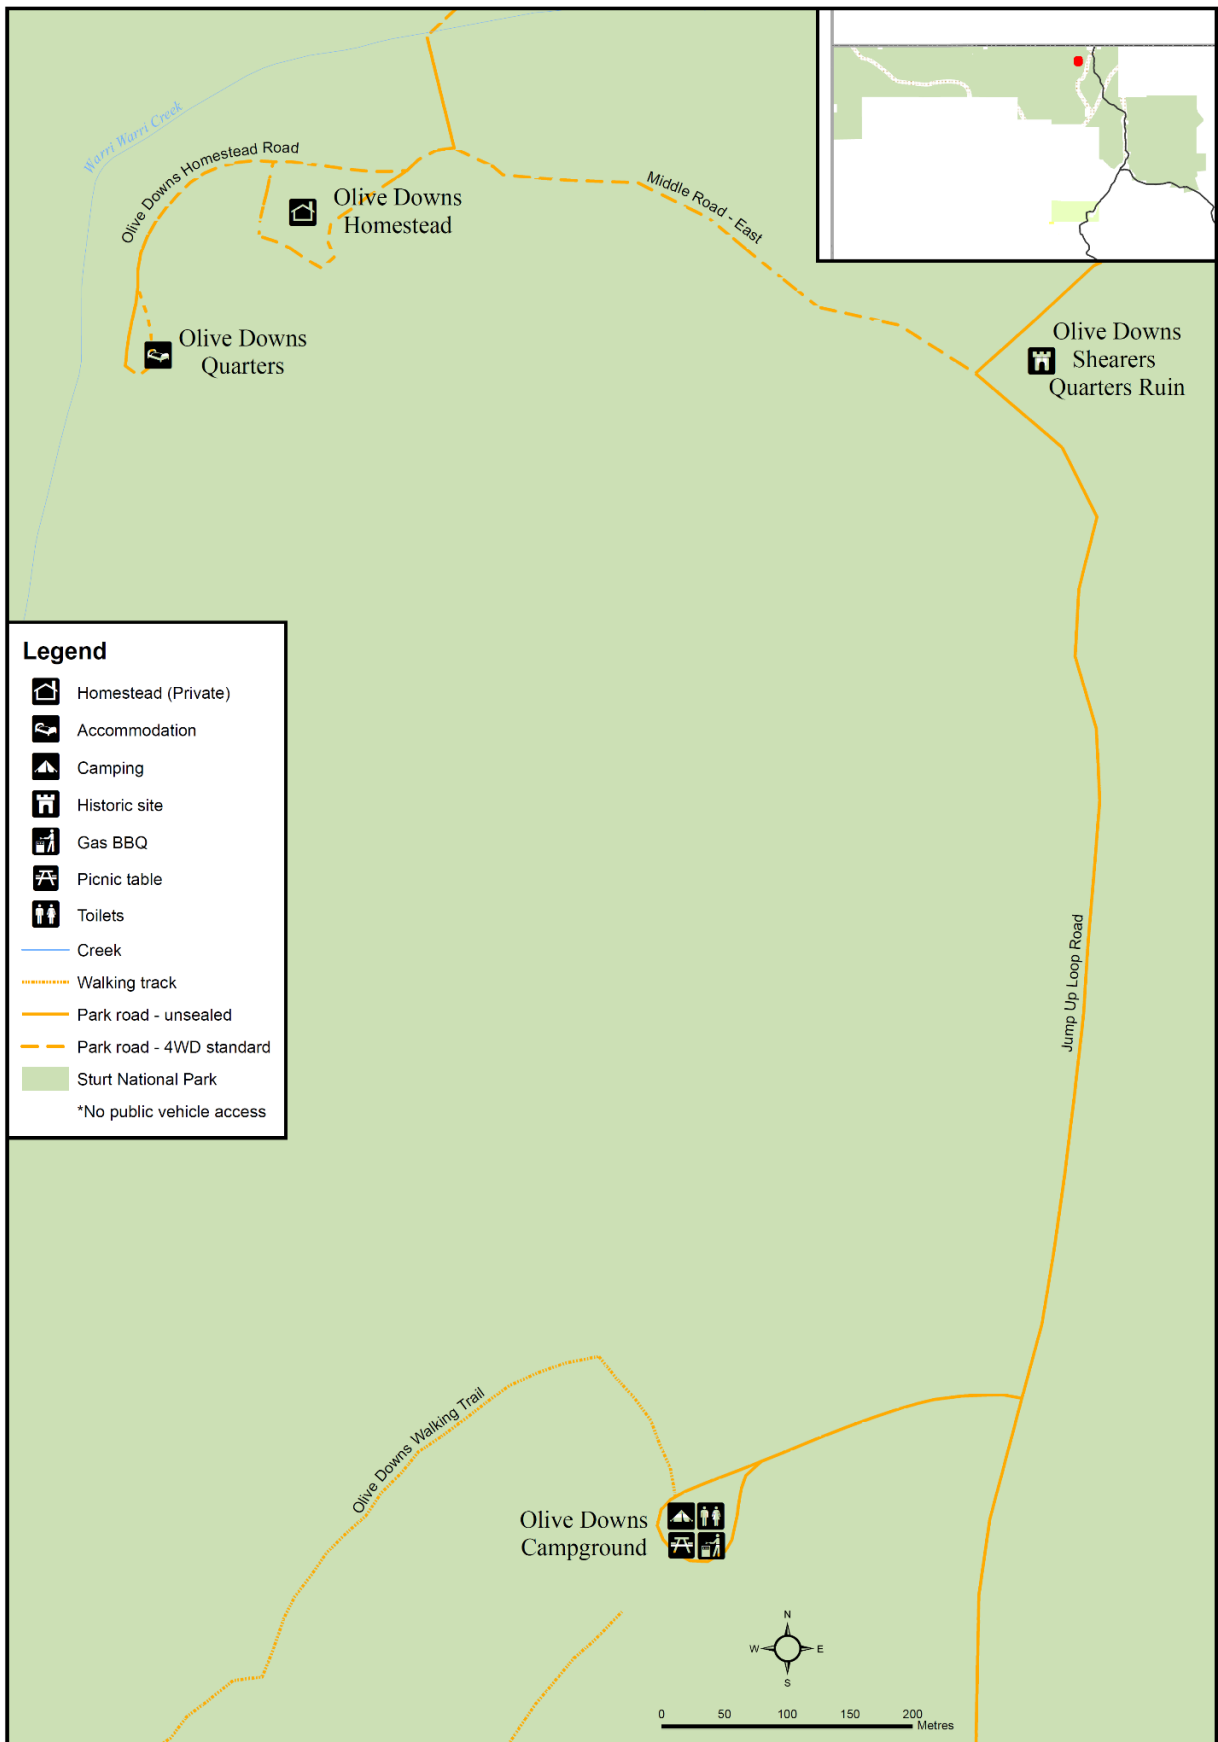 Warri Warri Creek
Olive Downs Homestead Road
Olive Downs
Homestead
Middle Road - East
Olive Downs
Quarters
Olive Downs
Shearers
Quarters Ruin
Legend
Homestead (Private)
Accommodation
Camping
Historic site
Gas BBQ
Picnic table
Toilets
Creek
Walking track
Park road - unsealed
Park road - 4WD standard
Sturt National Park
*No public vehicle access
Jump Up Loop Road
Olive Downs Walking Trail
Olive Downs
Campground
N
W E
S
0 50 100 150 200
Metres